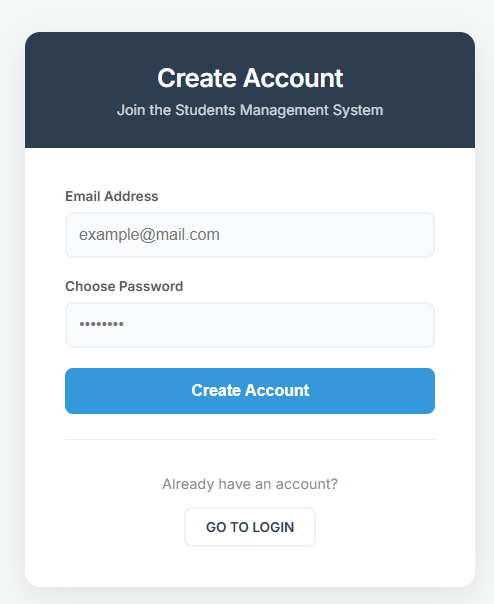 Create Account
Join the Students Management System
Email Address
example@mail.com
Choose Password
••••••••
Create Account
Already have an account?
GO TO LOGIN